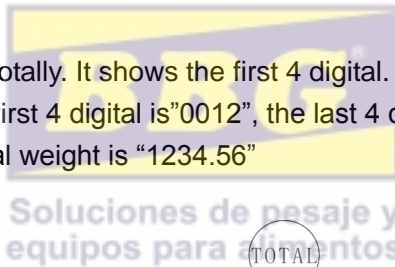 BBG®
otally. It shows the first 4 digital.
irst 4 digital is”0012”, the last 4
al weight is “1234.56”
Soluciones de pesaje y
equipos para alimentos
TOTAL